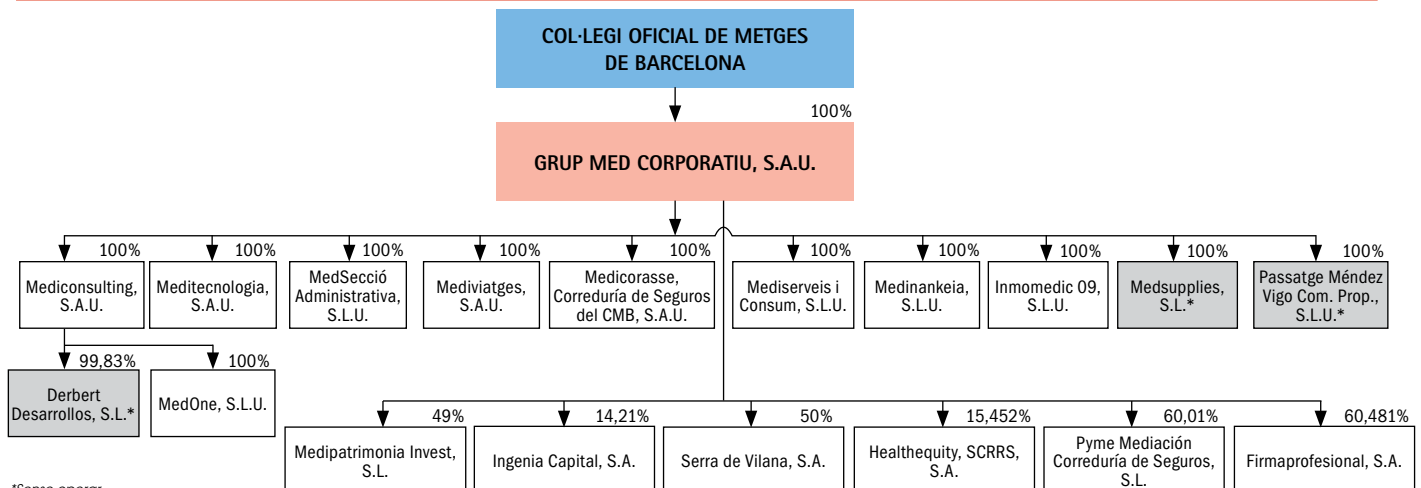 COL·LEGI OFICIAL DE METGES
DE BARCELONA
100%
GRUP MED CORPORATIU, S.A.U.
100%
100%
100%
100%
100%
100%
100%
100%
100%
100%
Mediconsulting,
S.A.U.
Meditecnologia,
S.A.U.
MedSecció
Administrativa,
S.L.U.
Mediviatges,
S.A.U.
Medicorasse,
Correduría de Seguros
del CMB, S.A.U.
Mediserveis i
Consum, S.L.U.
Medinankeia,
S.L.U.
Inmomedic 09,
S.L.U.
Medsupplies,
S.L.*
Passatge Méndez
Vigo Com. Prop.,
S.L.U.*
99,83%
100%
Derbert
Desarrollos, S.L.*
MedOne, S.L.U.
49%
14,21%
50%
15,452%
60,01%
60,481%
Medipatrimonia Invest,
S.L.
Ingenia Capital, S.A.
Serra de Vilana, S.A.
Healthequity, SCRRS,
S.A.
Pyme Mediación
Correduría de Seguros,
S.L.
Firmaprofesional, S.A.